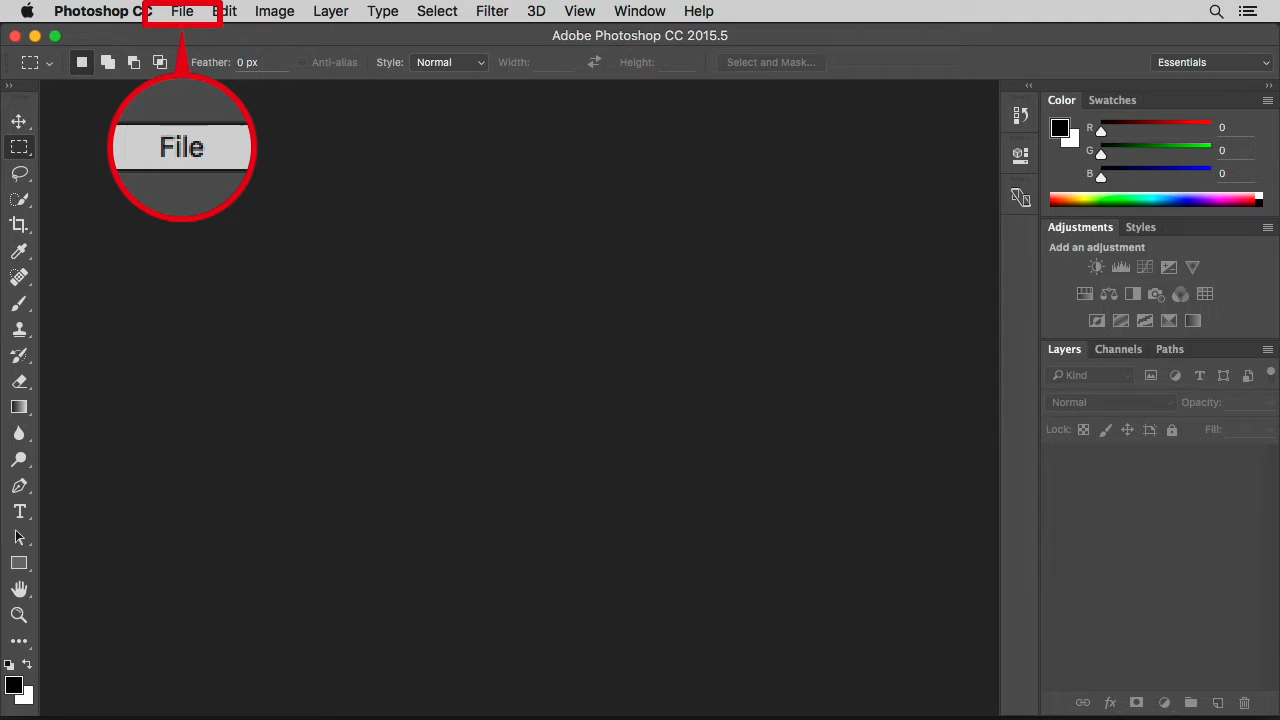 Photoshop CC File Edit Image Layer Type Select Filter 3D View Window Help
Adobe Photoshop CC 2015.5
Feather: 0 px Anti-alias Style: Normal Width: Height: Select and Mask... Essentials
File
Color Swatches
R 0
G 0
B 0
Adjustments Styles
Add an adjustment
Layers Channels Paths
Kind
Normal Opacity:
Lock: Fill: